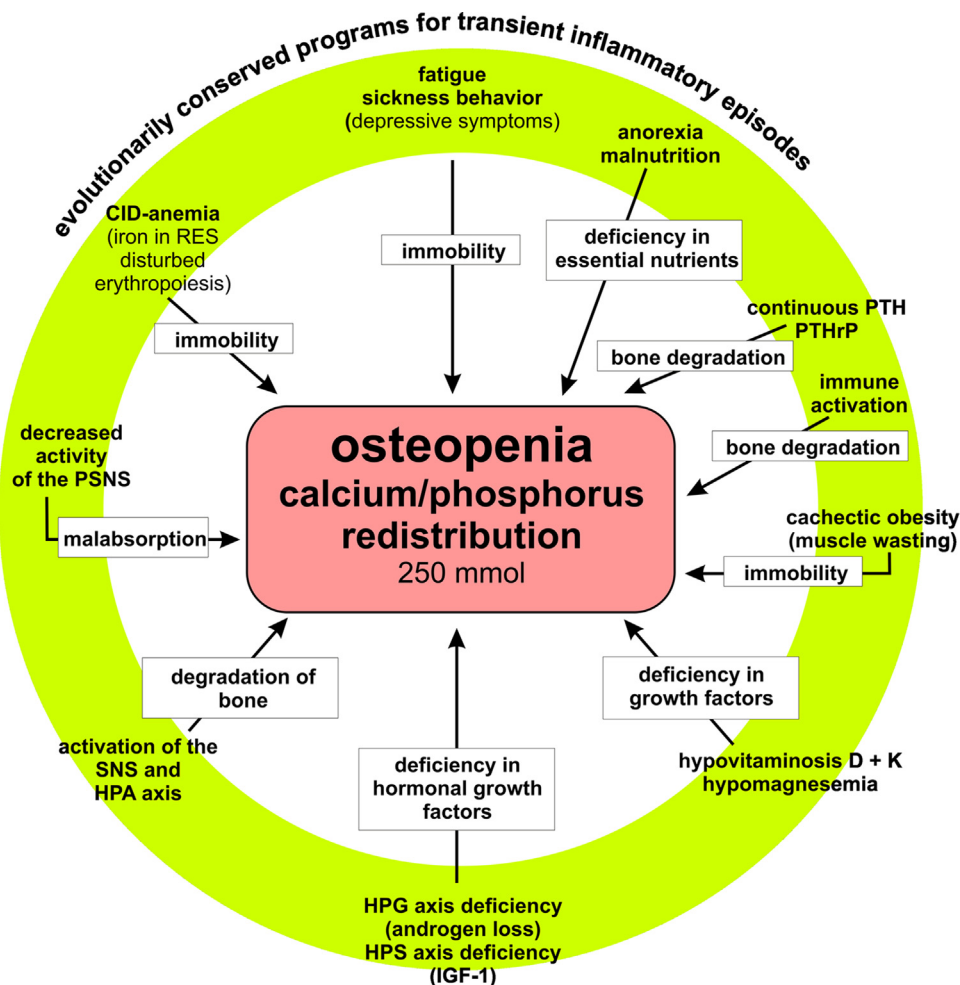 evolutionarily conserved programs for transient inflammatory episodes
fatigue
sickness behavior
(depressive symptoms)
immobility
anorexia
malnutrition
deficiency in
essential nutrients
continuous PTH
PTHrP
bone degradation
immune
activation
bone degradation
cachectic obesity
(muscle wasting)
immobility
hypovitaminosis D + K
hypomagnesemia
deficiency in
growth factors
HPG axis deficiency
(androgen loss)
HPS axis deficiency
(IGF-1)
deficiency in
hormonal growth
factors
activation of the
SNS and
HPA axis
degradation of
bone
decreased
activity
of the PSNS
malabsorption
CID-anemia
(iron in RES
disturbed
erythropoiesis)
immobility
osteopenia
calcium/phosphorus
redistribution
250 mmol